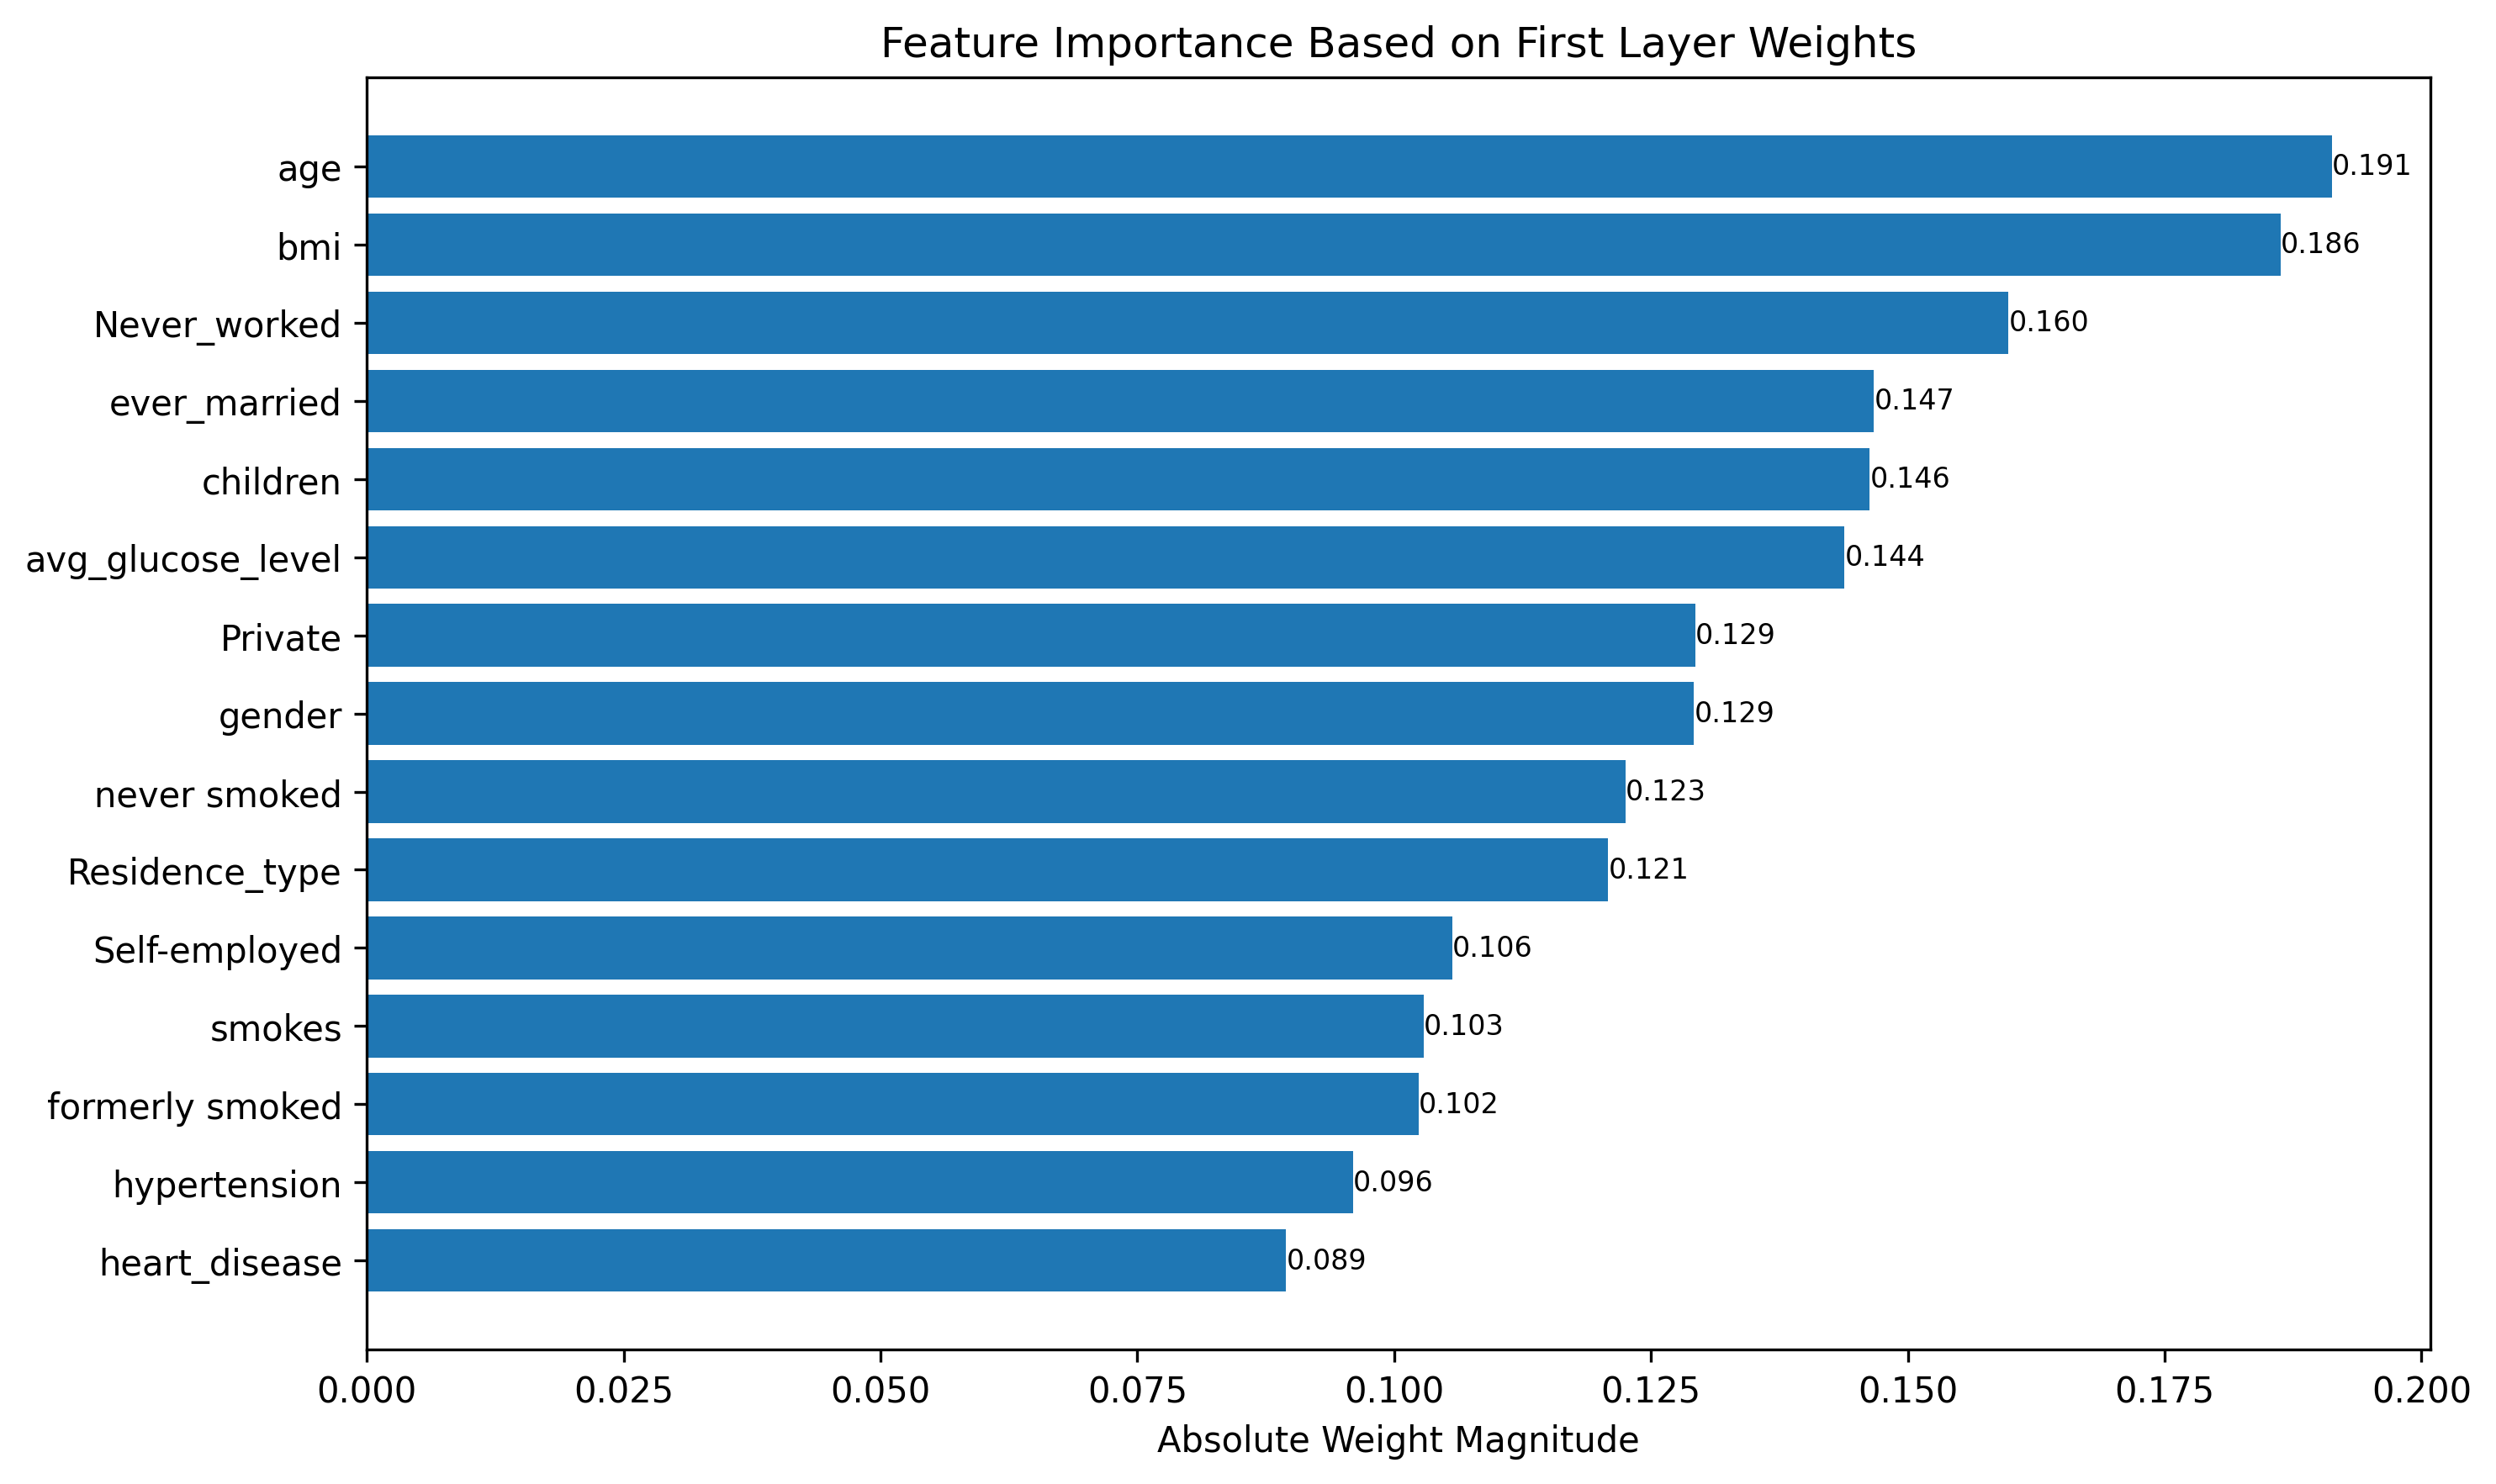 Feature Importance Based on First Layer Weights
age 0.191
bmi 0.186
Never_worked 0.160
ever_married 0.147
children 0.146
avg_glucose_level 0.144
Private 0.129
gender 0.129
never smoked 0.123
Residence_type 0.121
Self-employed 0.106
smokes 0.103
formerly smoked 0.102
hypertension 0.096
heart_disease 0.089
0.000 0.025 0.050 0.075 0.100 0.125 0.150 0.175 0.200
Absolute Weight Magnitude